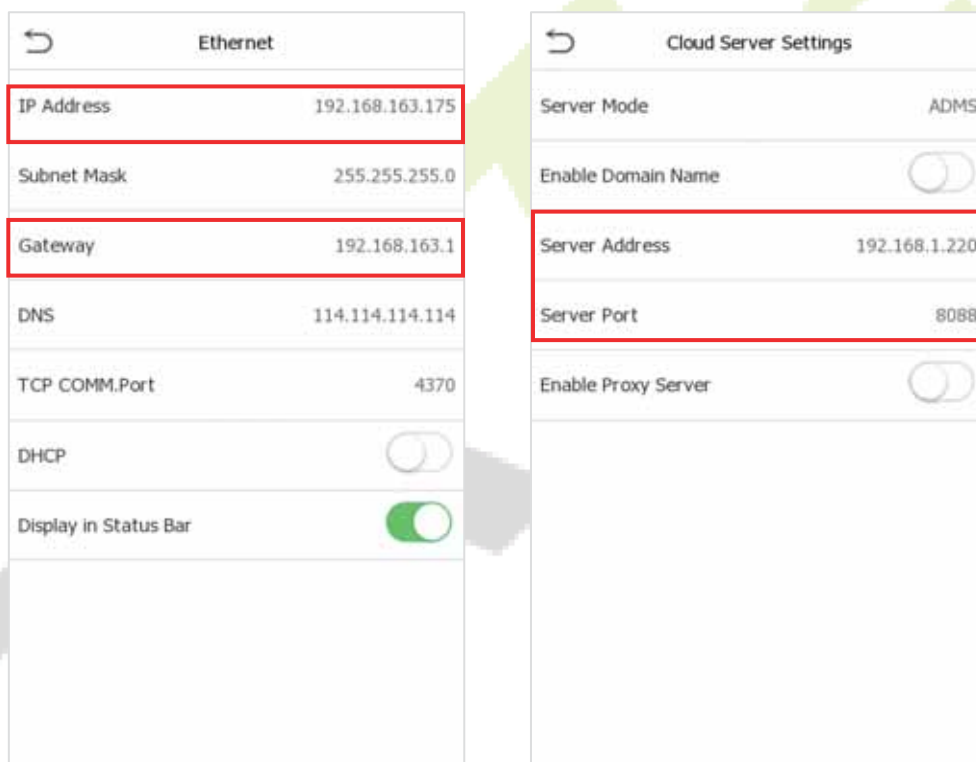 Ethernet
IP Address 192.168.163.175
Subnet Mask 255.255.255.0
Gateway 192.168.163.1
DNS 114.114.114.114
TCP COMM.Port 4370
DHCP
Display in Status Bar
Cloud Server Settings
Server Mode ADMS
Enable Domain Name
Server Address 192.168.1.220
Server Port 8088
Enable Proxy Server